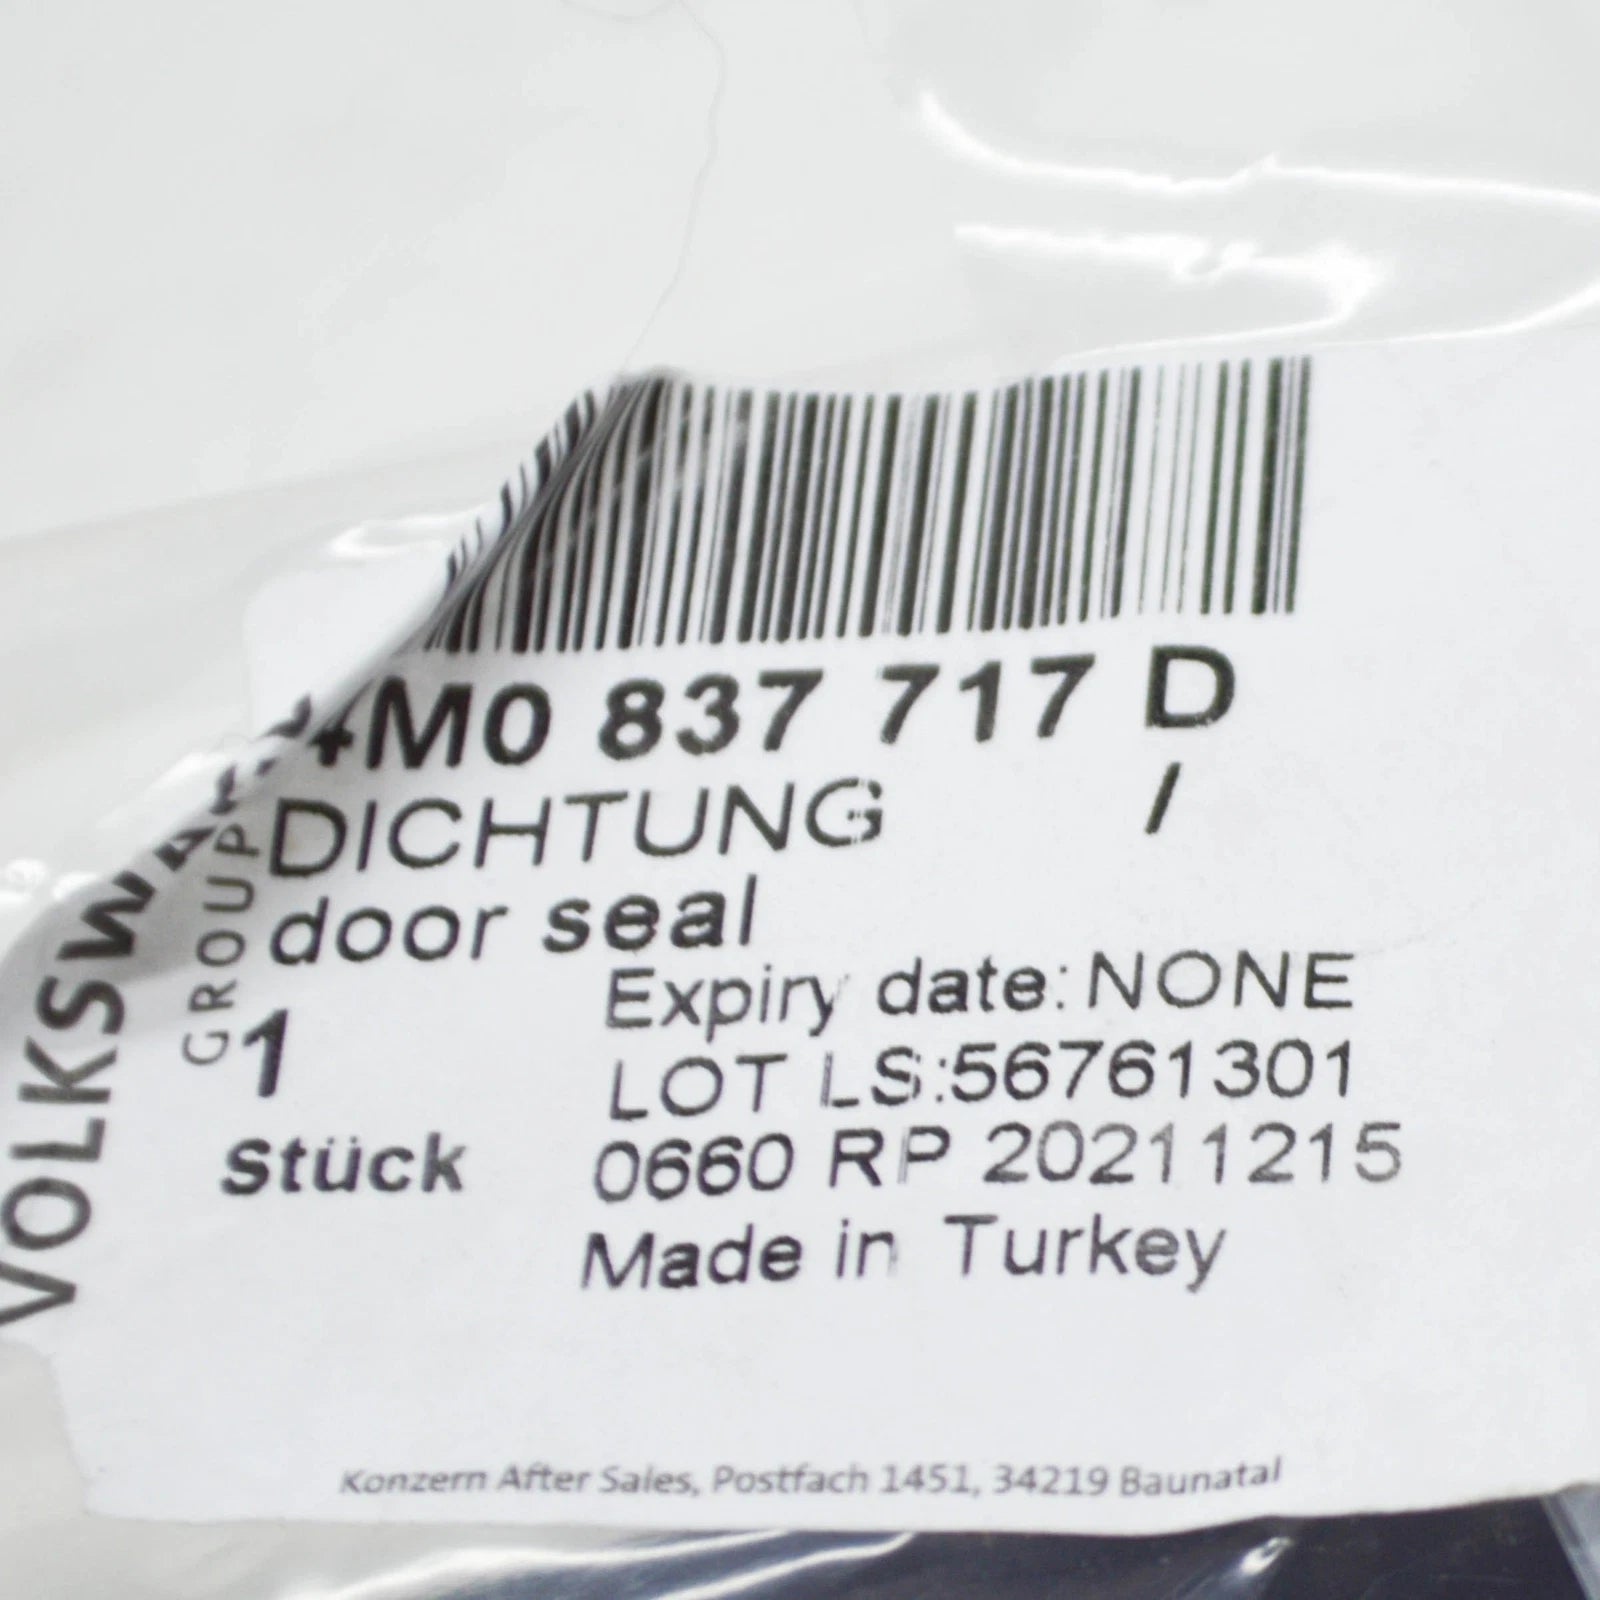 4M0 837 717 D
DICHTUNG /
door seal
1
Stück
Expiry date: NONE
LOT LS:56761301
0660 RP 20211215
Made in Turkey
VOLKSWAGEN
GROUP
Konzern After Sales, Postfach 1451, 34219 Baunatal